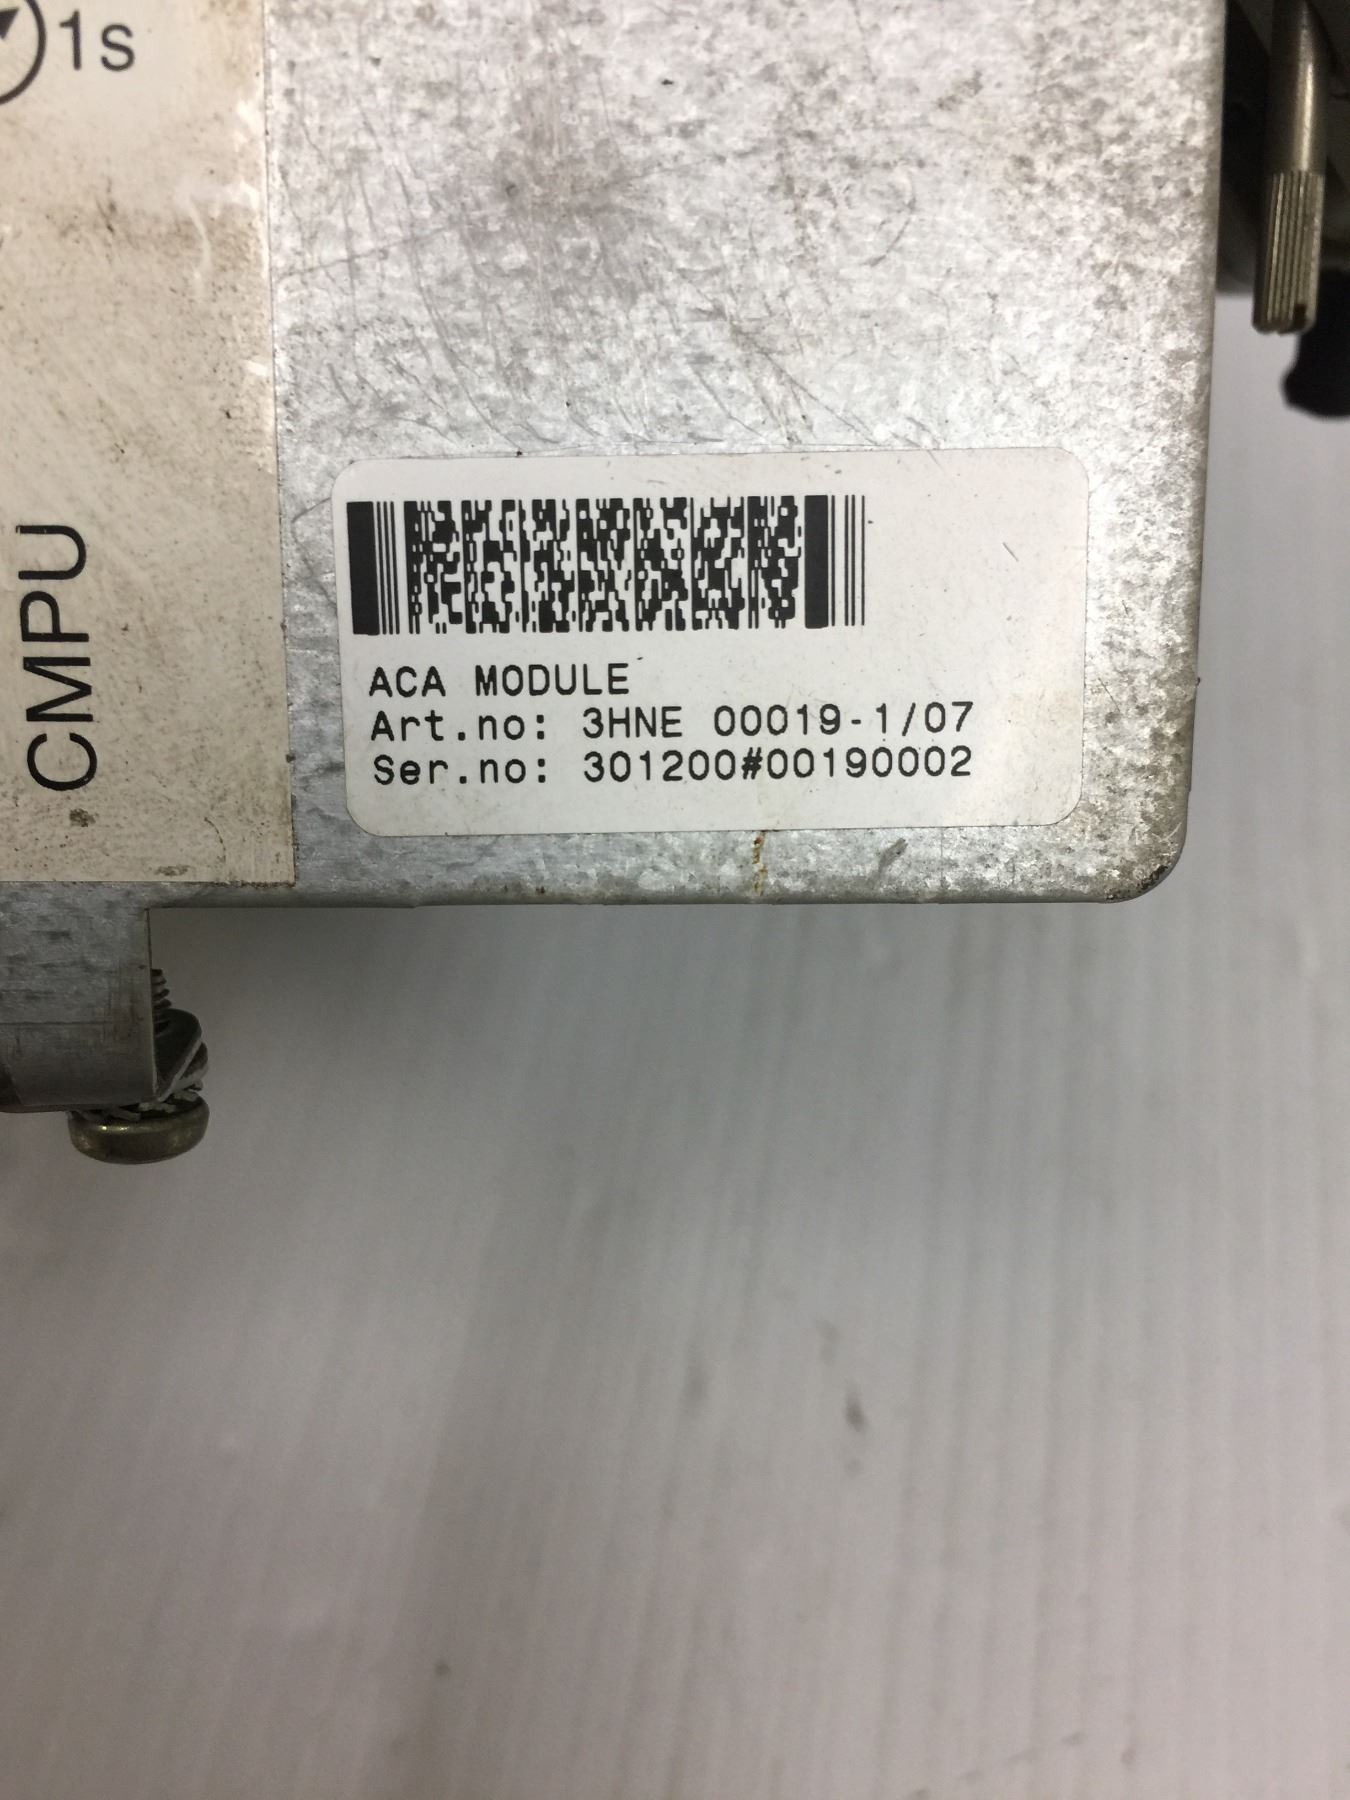 1s
CMPU
ACA MODULE
Art.no: 3HNE 00019-1/07
Ser.no: 301200#00190002